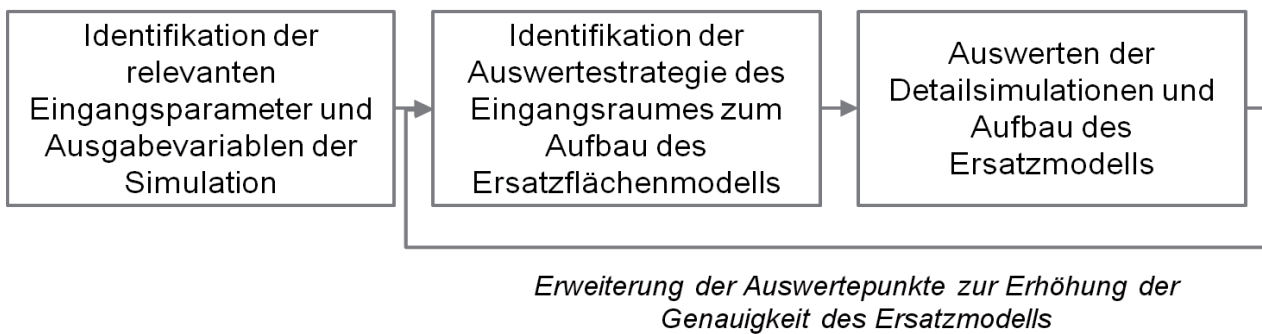 Identifikation der
relevanten
Eingangsparameter und
Ausgabevariablen der
Simulation
Identifikation der
Auswertestrategie des
Eingangsraumes zum
Aufbau des
Ersatzflächenmodells
Auswerten der
Detailsimulationen und
Aufbau des
Ersatzmodells
Erweiterung der Auswertepunkte zur Erhöhung der
Genauigkeit des Ersatzmodells